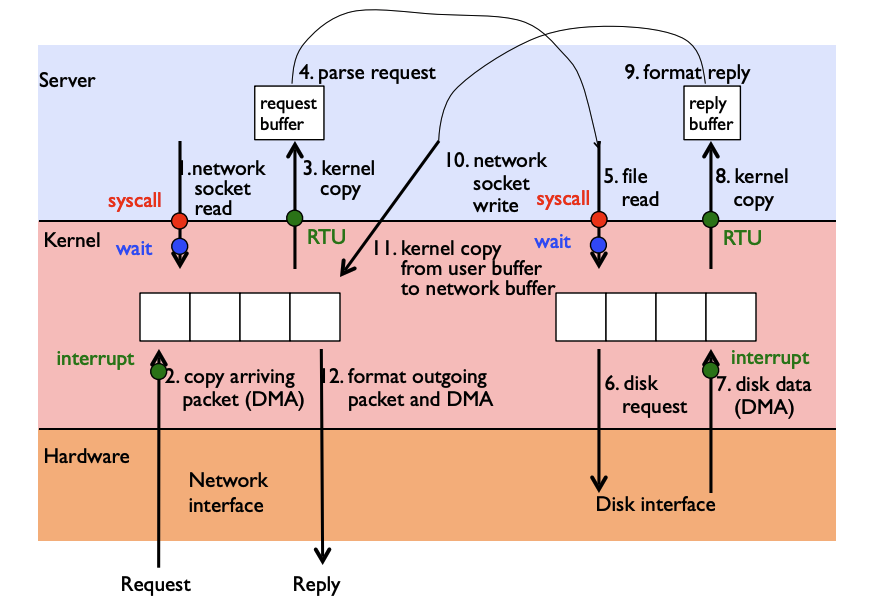 Server
4. parse request
9. format reply
request
buffer
reply
buffer
1.network
socket
read
3. kernel
copy
10. network
socket
write
5. file
read
8. kernel
copy
syscall
syscall
Kernel
wait
RTU
wait
RTU
11. kernel copy
from user buffer
to network buffer
interrupt
interrupt
2. copy arriving
packet (DMA)
12. format outgoing
packet and DMA
6. disk
request
7. disk data
(DMA)
Hardware
Network
interface
Disk interface
Request
Reply